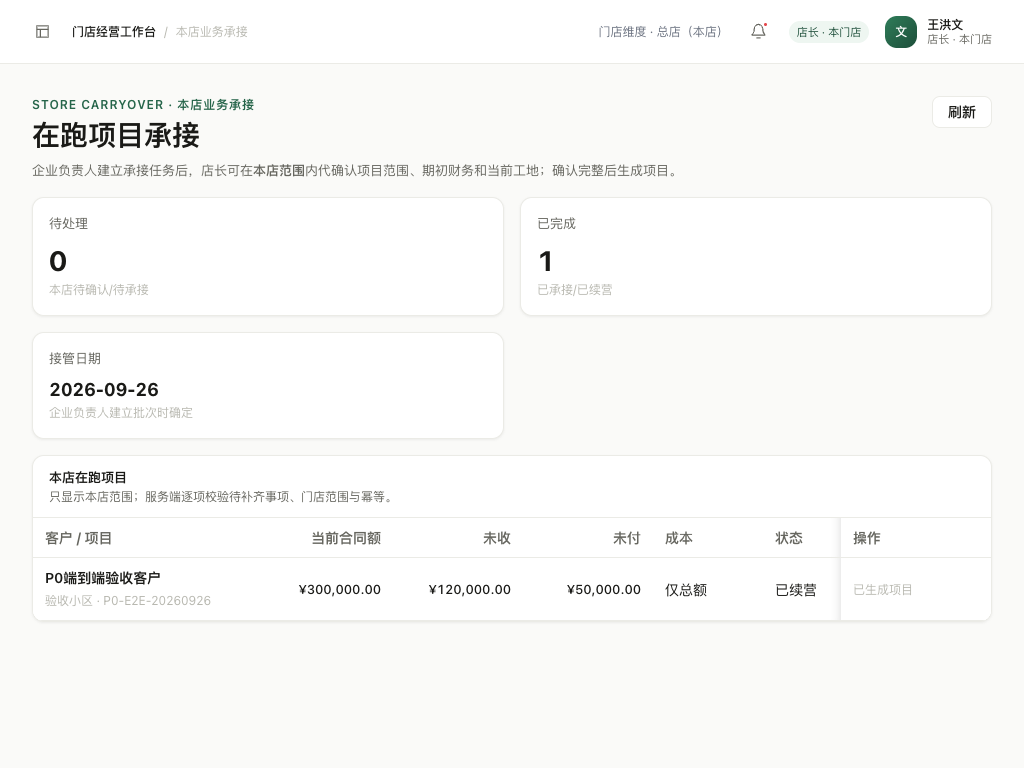 门店经营工作台 / 本店业务承接
门店维度 · 总店（本店）
店长 · 本门店
文
王洪文
店长 · 本门店
STORE CARRYOVER · 本店业务承接
在跑项目承接
刷新
企业负责人建立承接任务后，店长可在本店范围内代确认项目范围、期初财务和当前工地；确认完整后生成项目。
待处理
0
本店待确认/待承接
已完成
1
已承接/已续营
接管日期
2026-09-26
企业负责人建立批次时确定
本店在跑项目
只显示本店范围；服务端逐项校验待补齐事项、门店范围与幂等。
客户 / 项目 当前合同额 未收 未付 成本 状态 操作
P0端到端验收客户
验收小区 · P0-E2E-20260926
¥300,000.00 ¥120,000.00 ¥50,000.00 仅总额 已续营 已生成项目